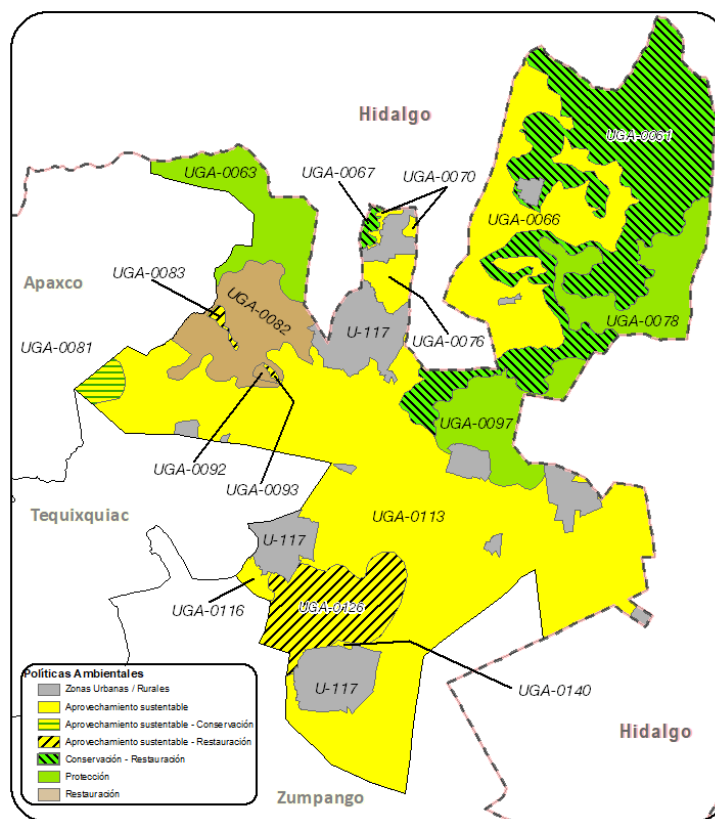 Hidalgo
UGA-0061
UGA-0063
UGA-0067
UGA-0070
UGA-0066
Apaxco
UGA-0083
UGA-0082
UGA-0078
U-117
UGA-0076
UGA-0081
UGA-0097
UGA-0092
UGA-0093
Tequixquiac
UGA-0113
U-117
UGA-0116
UGA-0126
U-117
UGA-0140
Hidalgo
Zumpango
Políticas Ambientales
Zonas Urbanas / Rurales
Aprovechamiento sustentable
Aprovechamiento sustentable - Conservación
Aprovechamiento sustentable - Restauración
Conservación - Restauración
Protección
Restauración